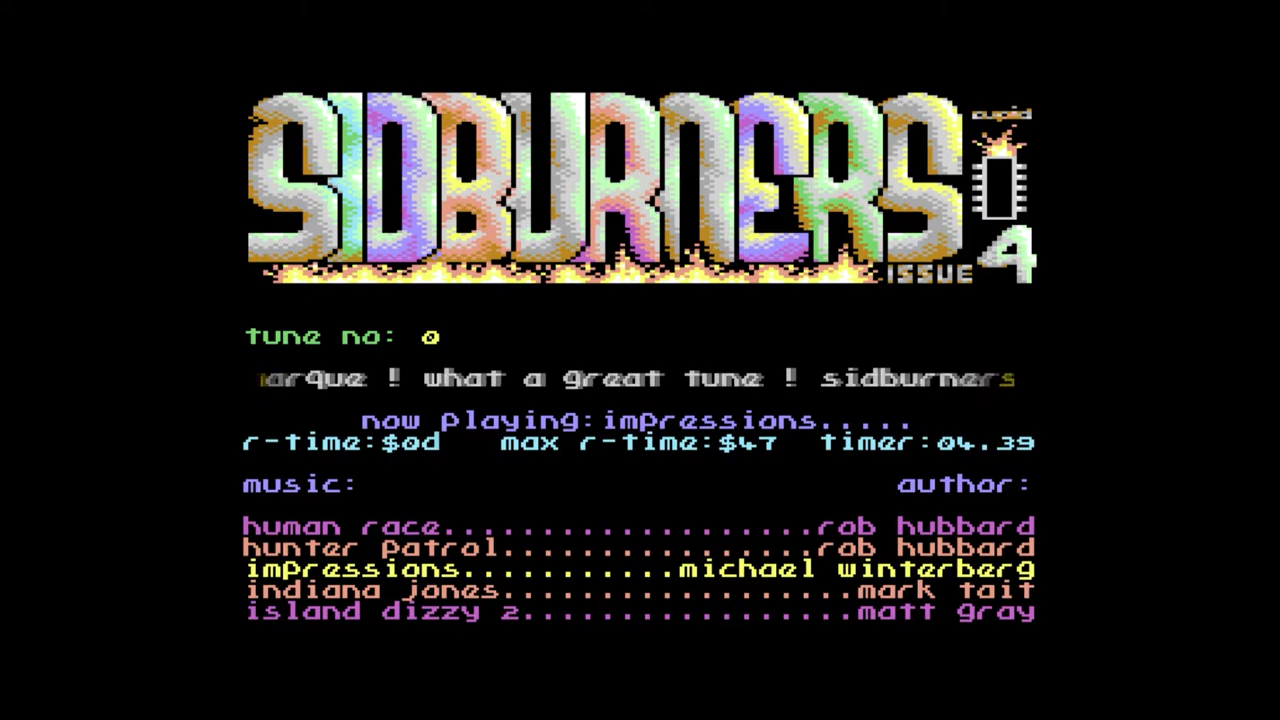 SIDBURNERS
cupid
ISSUE 4
tune no: 0
arque ! what a great tune ! sidburners
now playing:impressions.....
r-time:$0d max r-time:$47 timer:04.39
music: author:
human race...................rob hubbard
hunter patrol................rob hubbard
impressions...........michael winterberg
indiana jones..................mark tait
island dizzy 2.................matt gray